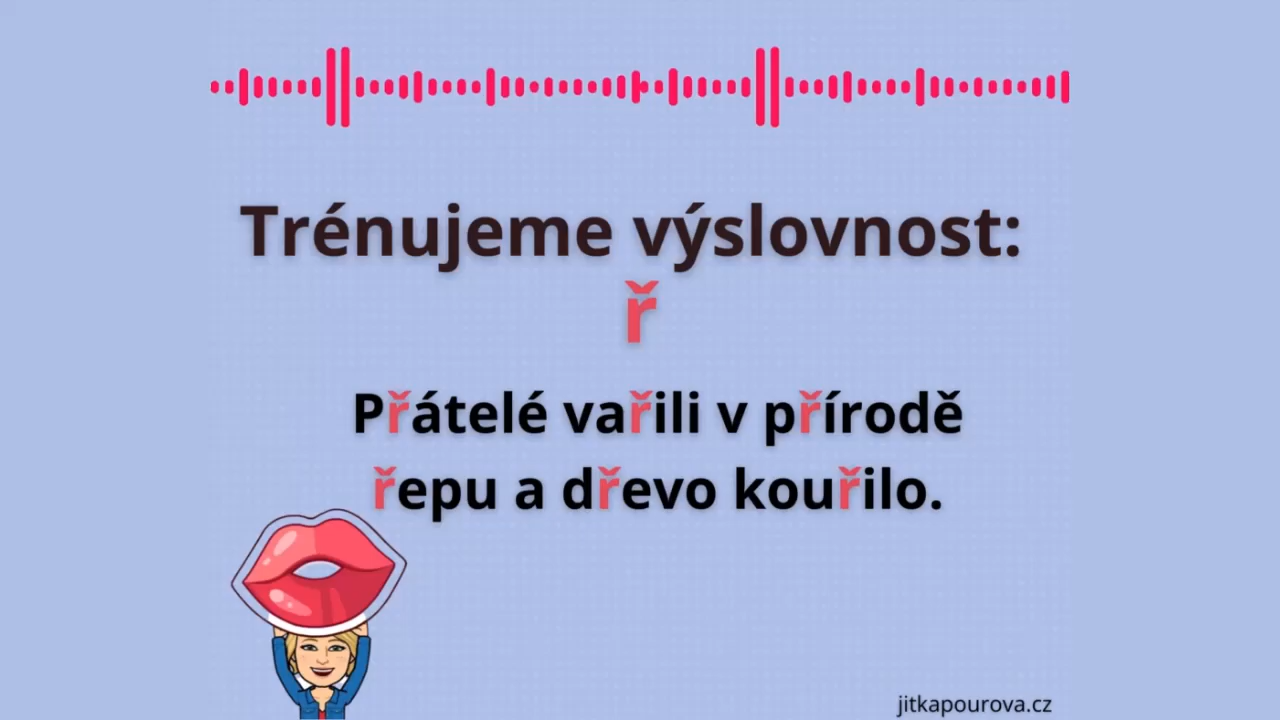 Trénujeme výslovnost:
ř
Přátelé vařili v přírodě
řepu a dřevo kouřilo.
jitkapourova.cz